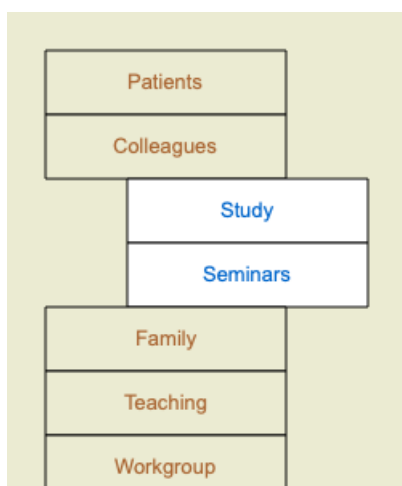 Patients
Colleagues
Study
Seminars
Family
Teaching
Workgroup